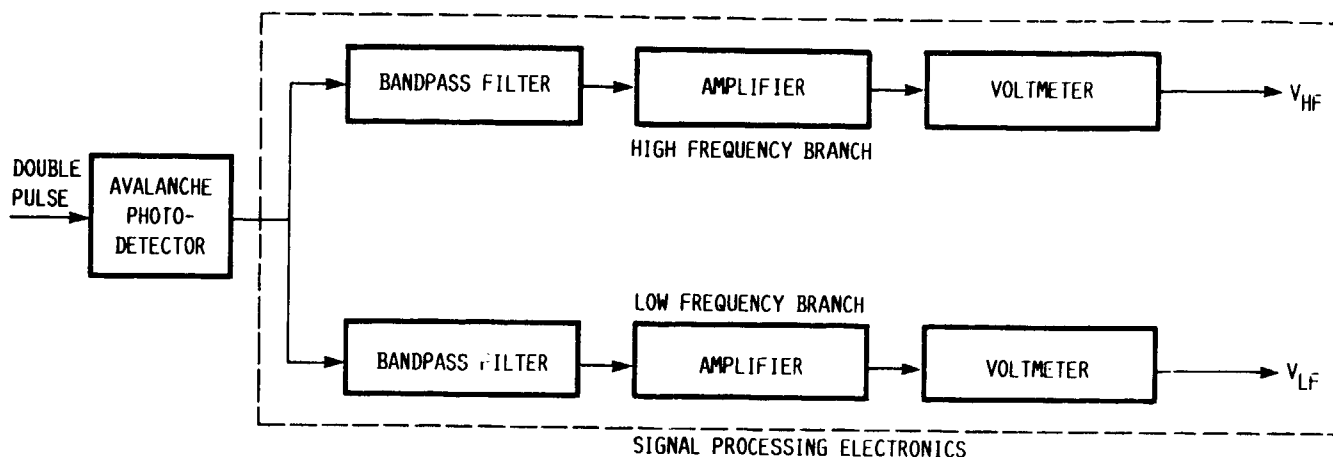 BANDPASS FILTER
AMPLIFIER
VOLTMETER
V_HF
HIGH FREQUENCY BRANCH
DOUBLE
PULSE
AVALANCHE
PHOTO-
DETECTOR
LOW FREQUENCY BRANCH
BANDPASS FILTER
AMPLIFIER
VOLTMETER
V_LF
SIGNAL PROCESSING ELECTRONICS